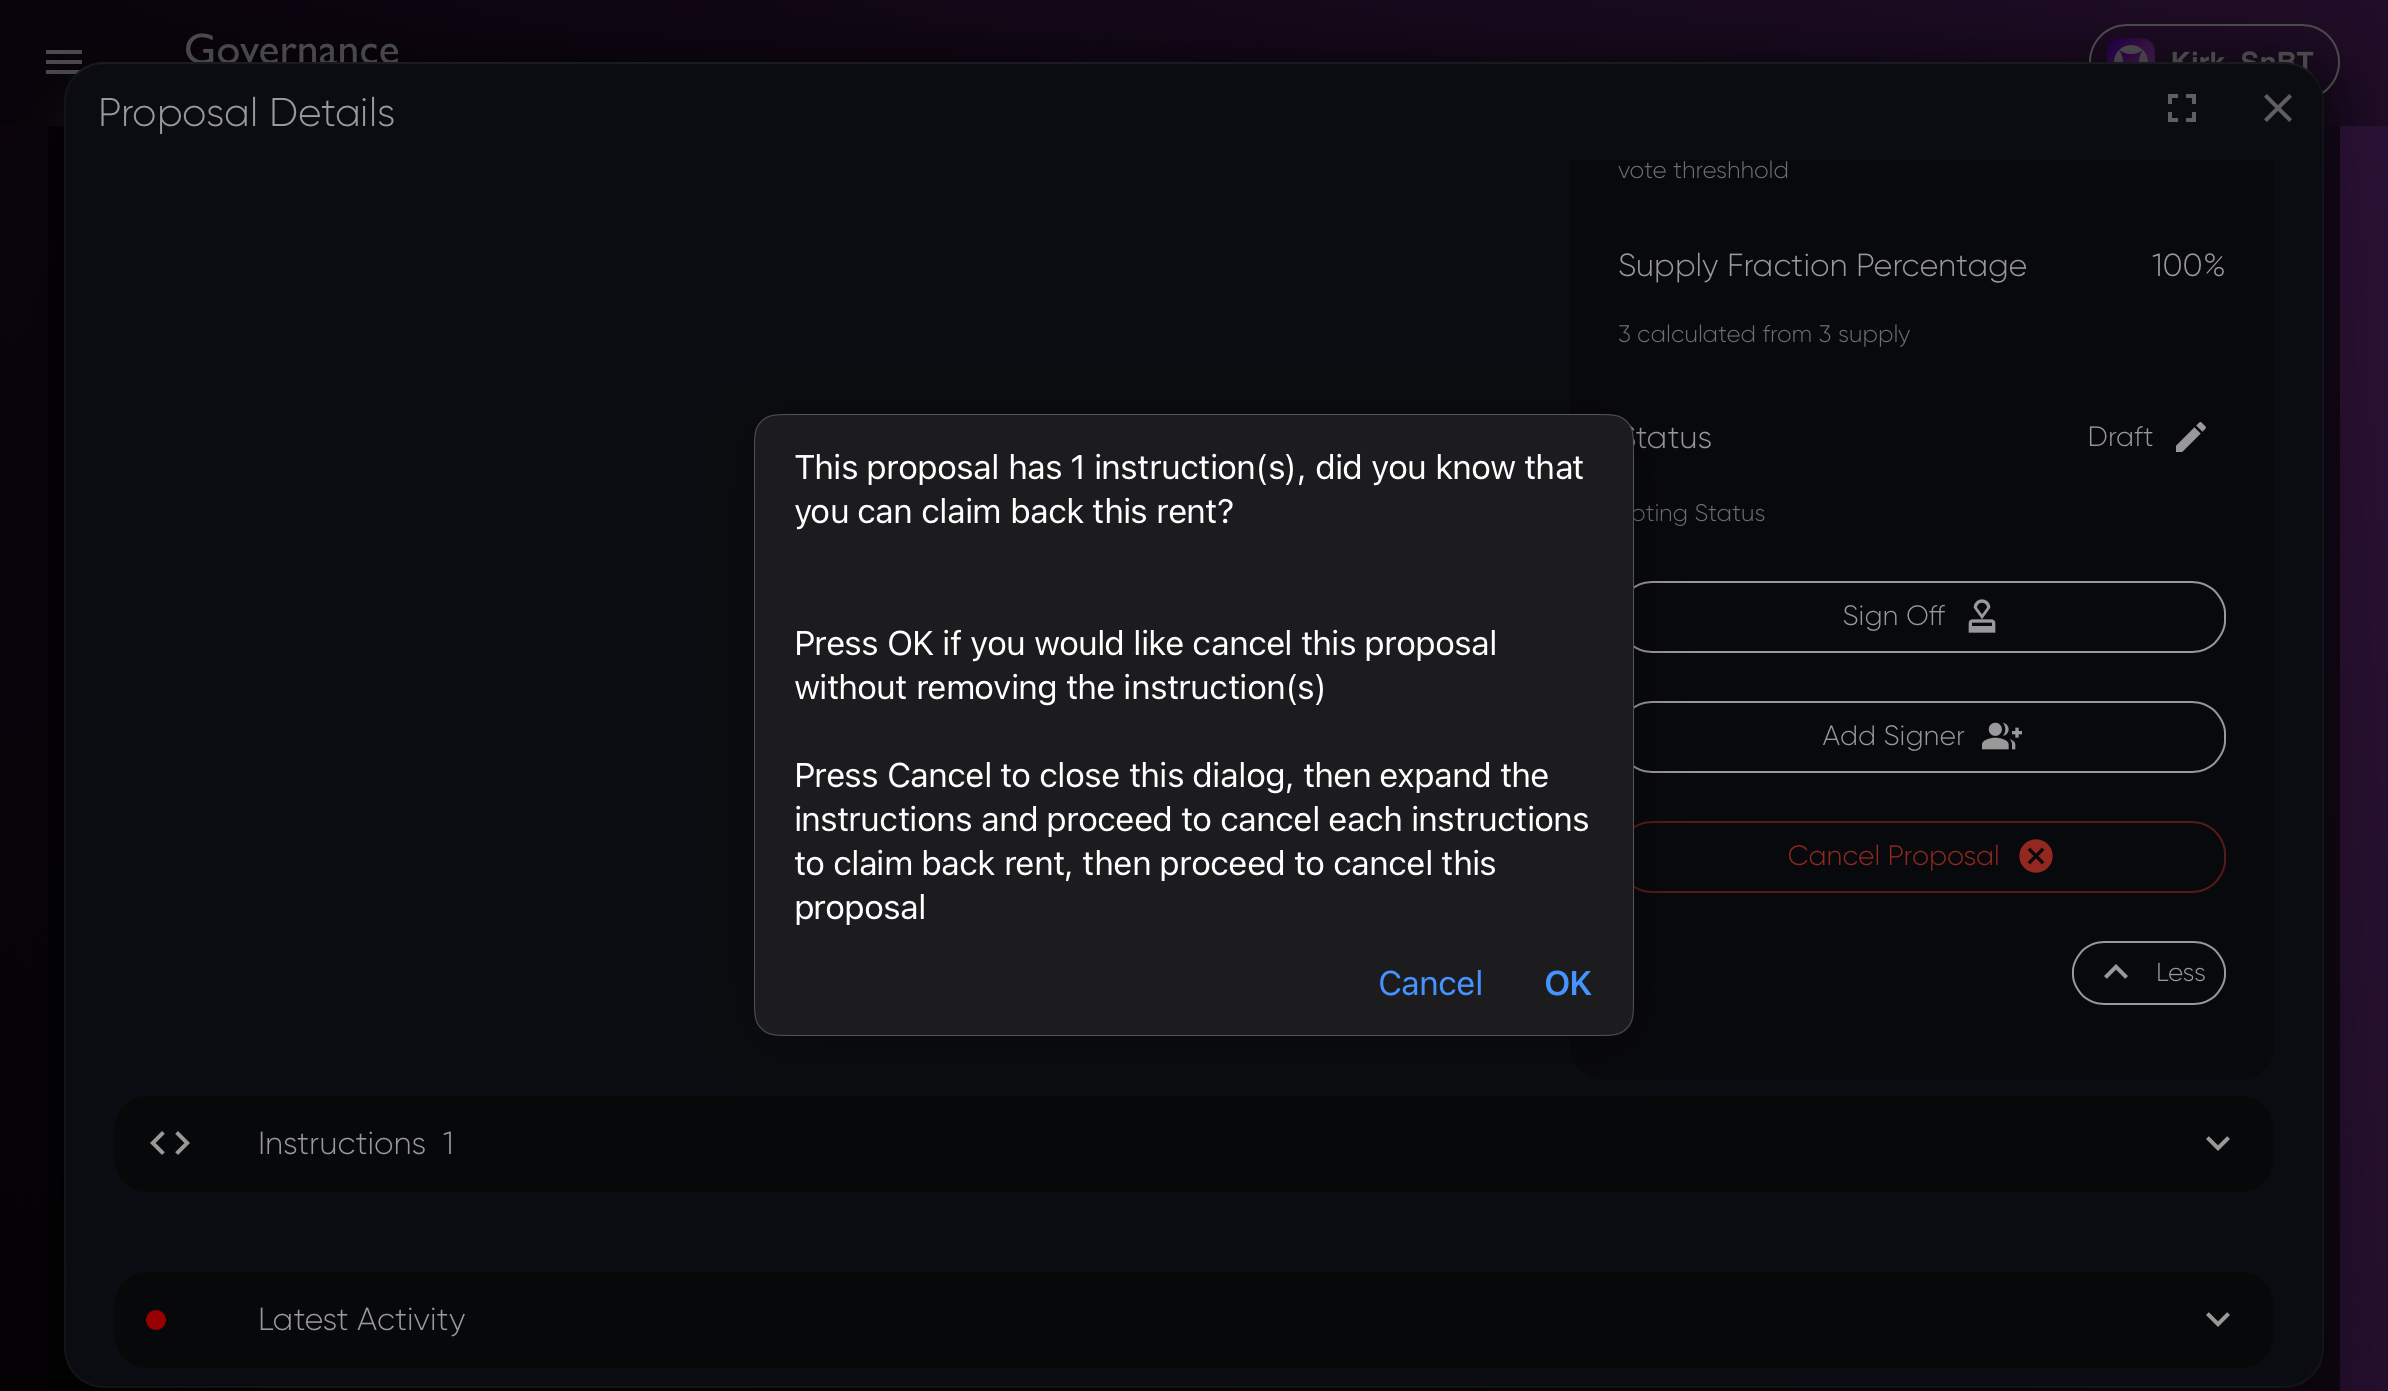 Governance
Kirk...SnBT
Proposal Details
vote threshhold
Supply Fraction Percentage 100%
3 calculated from 3 supply
Status Draft
Voting Status
Sign Off
Add Signer
Cancel Proposal
Less
This proposal has 1 instruction(s), did you know that
you can claim back this rent?
Press OK if you would like cancel this proposal
without removing the instruction(s)
Press Cancel to close this dialog, then expand the
instructions and proceed to cancel each instructions
to claim back rent, then proceed to cancel this
proposal
Cancel OK
Instructions 1
Latest Activity